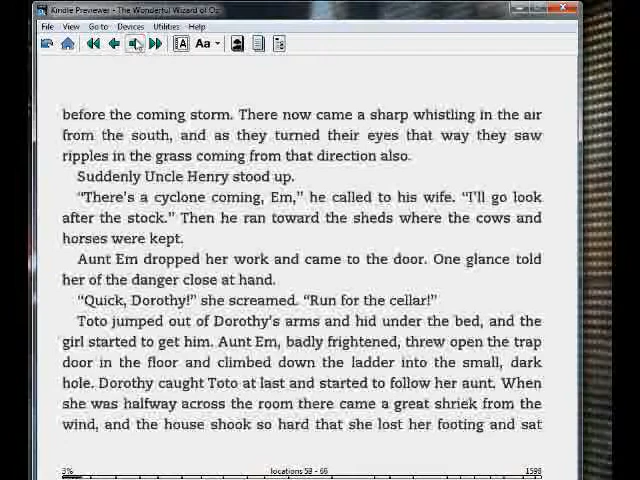 Kindle Previewer - The Wonderful Wizard of Oz
File View Go to Devices Utilities Help
A Aa
before the coming storm. There now came a sharp whistling in the air
from the south, and as they turned their eyes that way they saw
ripples in the grass coming from that direction also.
Suddenly Uncle Henry stood up.
“There’s a cyclone coming, Em,” he called to his wife. “I’ll go look
after the stock.” Then he ran toward the sheds where the cows and
horses were kept.
Aunt Em dropped her work and came to the door. One glance told
her of the danger close at hand.
“Quick, Dorothy!” she screamed. “Run for the cellar!”
Toto jumped out of Dorothy’s arms and hid under the bed, and the
girl started to get him. Aunt Em, badly frightened, threw open the trap
door in the floor and climbed down the ladder into the small, dark
hole. Dorothy caught Toto at last and started to follow her aunt. When
she was halfway across the room there came a great shriek from the
wind, and the house shook so hard that she lost her footing and sat
3% locations 59 - 66 1598